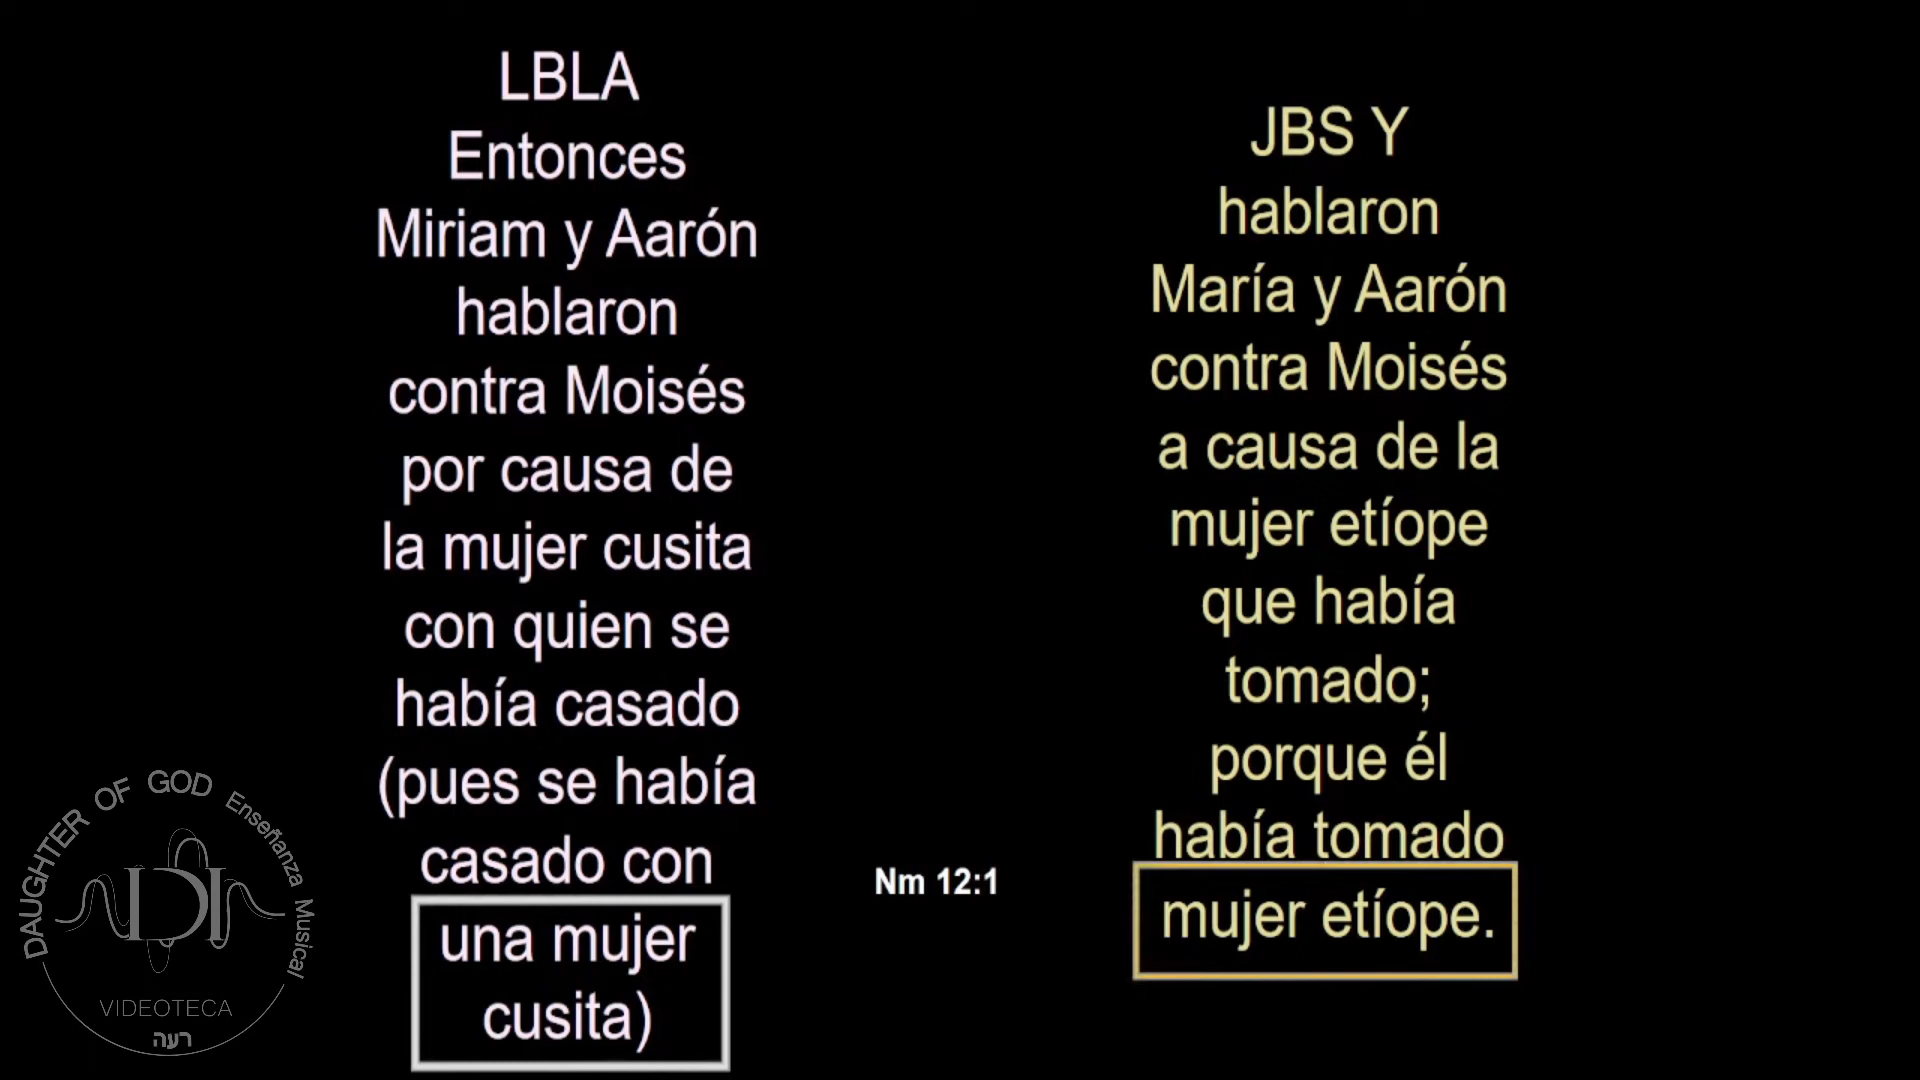 LBLA
Entonces
Miriam y Aarón
hablaron
contra Moisés
por causa de
la mujer cusita
con quien se
había casado
(pues se había
casado con
una mujer
cusita)
Nm 12:1
JBS Y
hablaron
María y Aarón
contra Moisés
a causa de la
mujer etíope
que había
tomado;
porque él
había tomado
mujer etíope.
DAUGHTER OF GOD Enseñanza Musical
VIDEOTECA
רעה